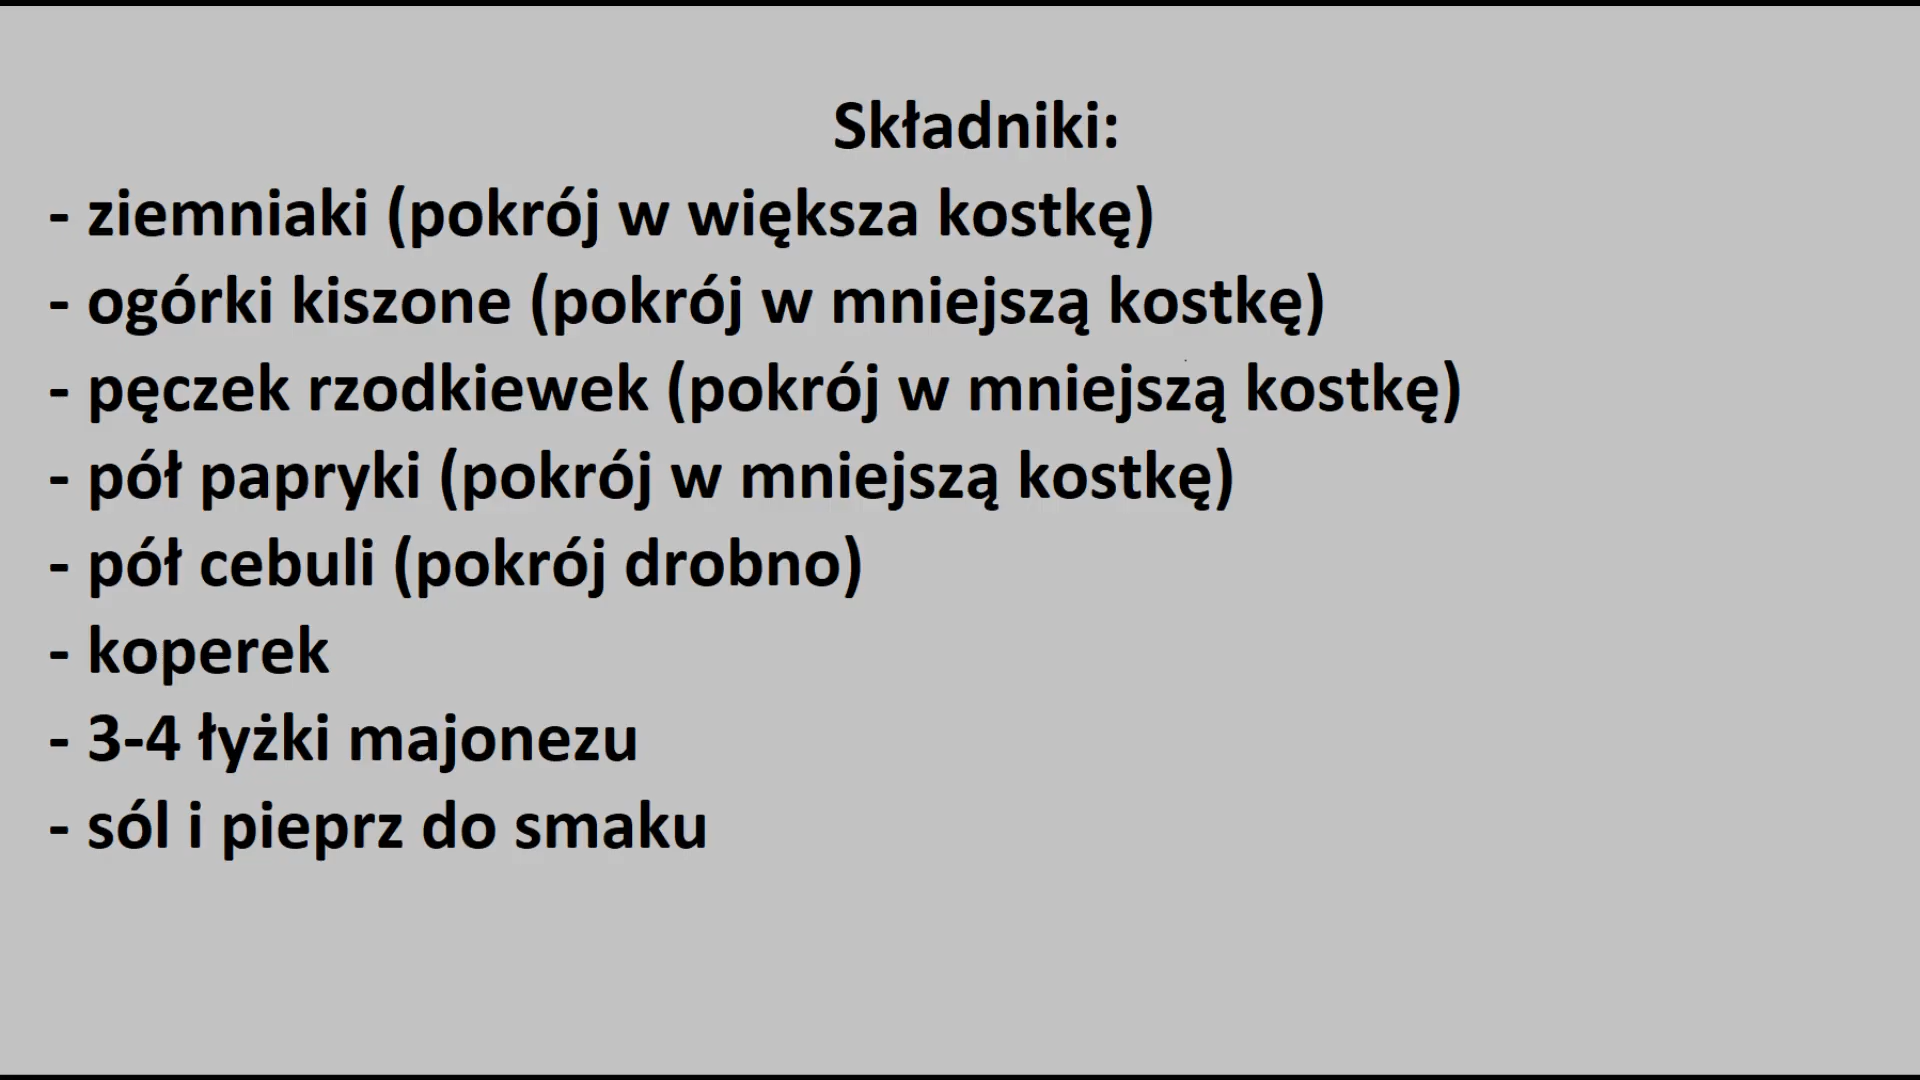 Składniki:
- ziemniaki (pokrój w większa kostkę)
- ogórki kiszone (pokrój w mniejszą kostkę)
- pęczek rzodkiewek (pokrój w mniejszą kostkę)
- pół papryki (pokrój w mniejszą kostkę)
- pół cebuli (pokrój drobno)
- koperek
- 3-4 łyżki majonezu
- sól i pieprz do smaku